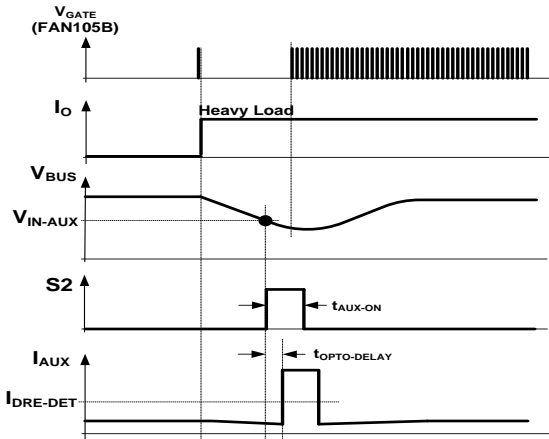 VGATE
(FAN105B)
IO
Heavy Load
VBUS
VIN-AUX
S2
tAUX-ON
IAUX
tOPTO-DELAY
IDRE-DET